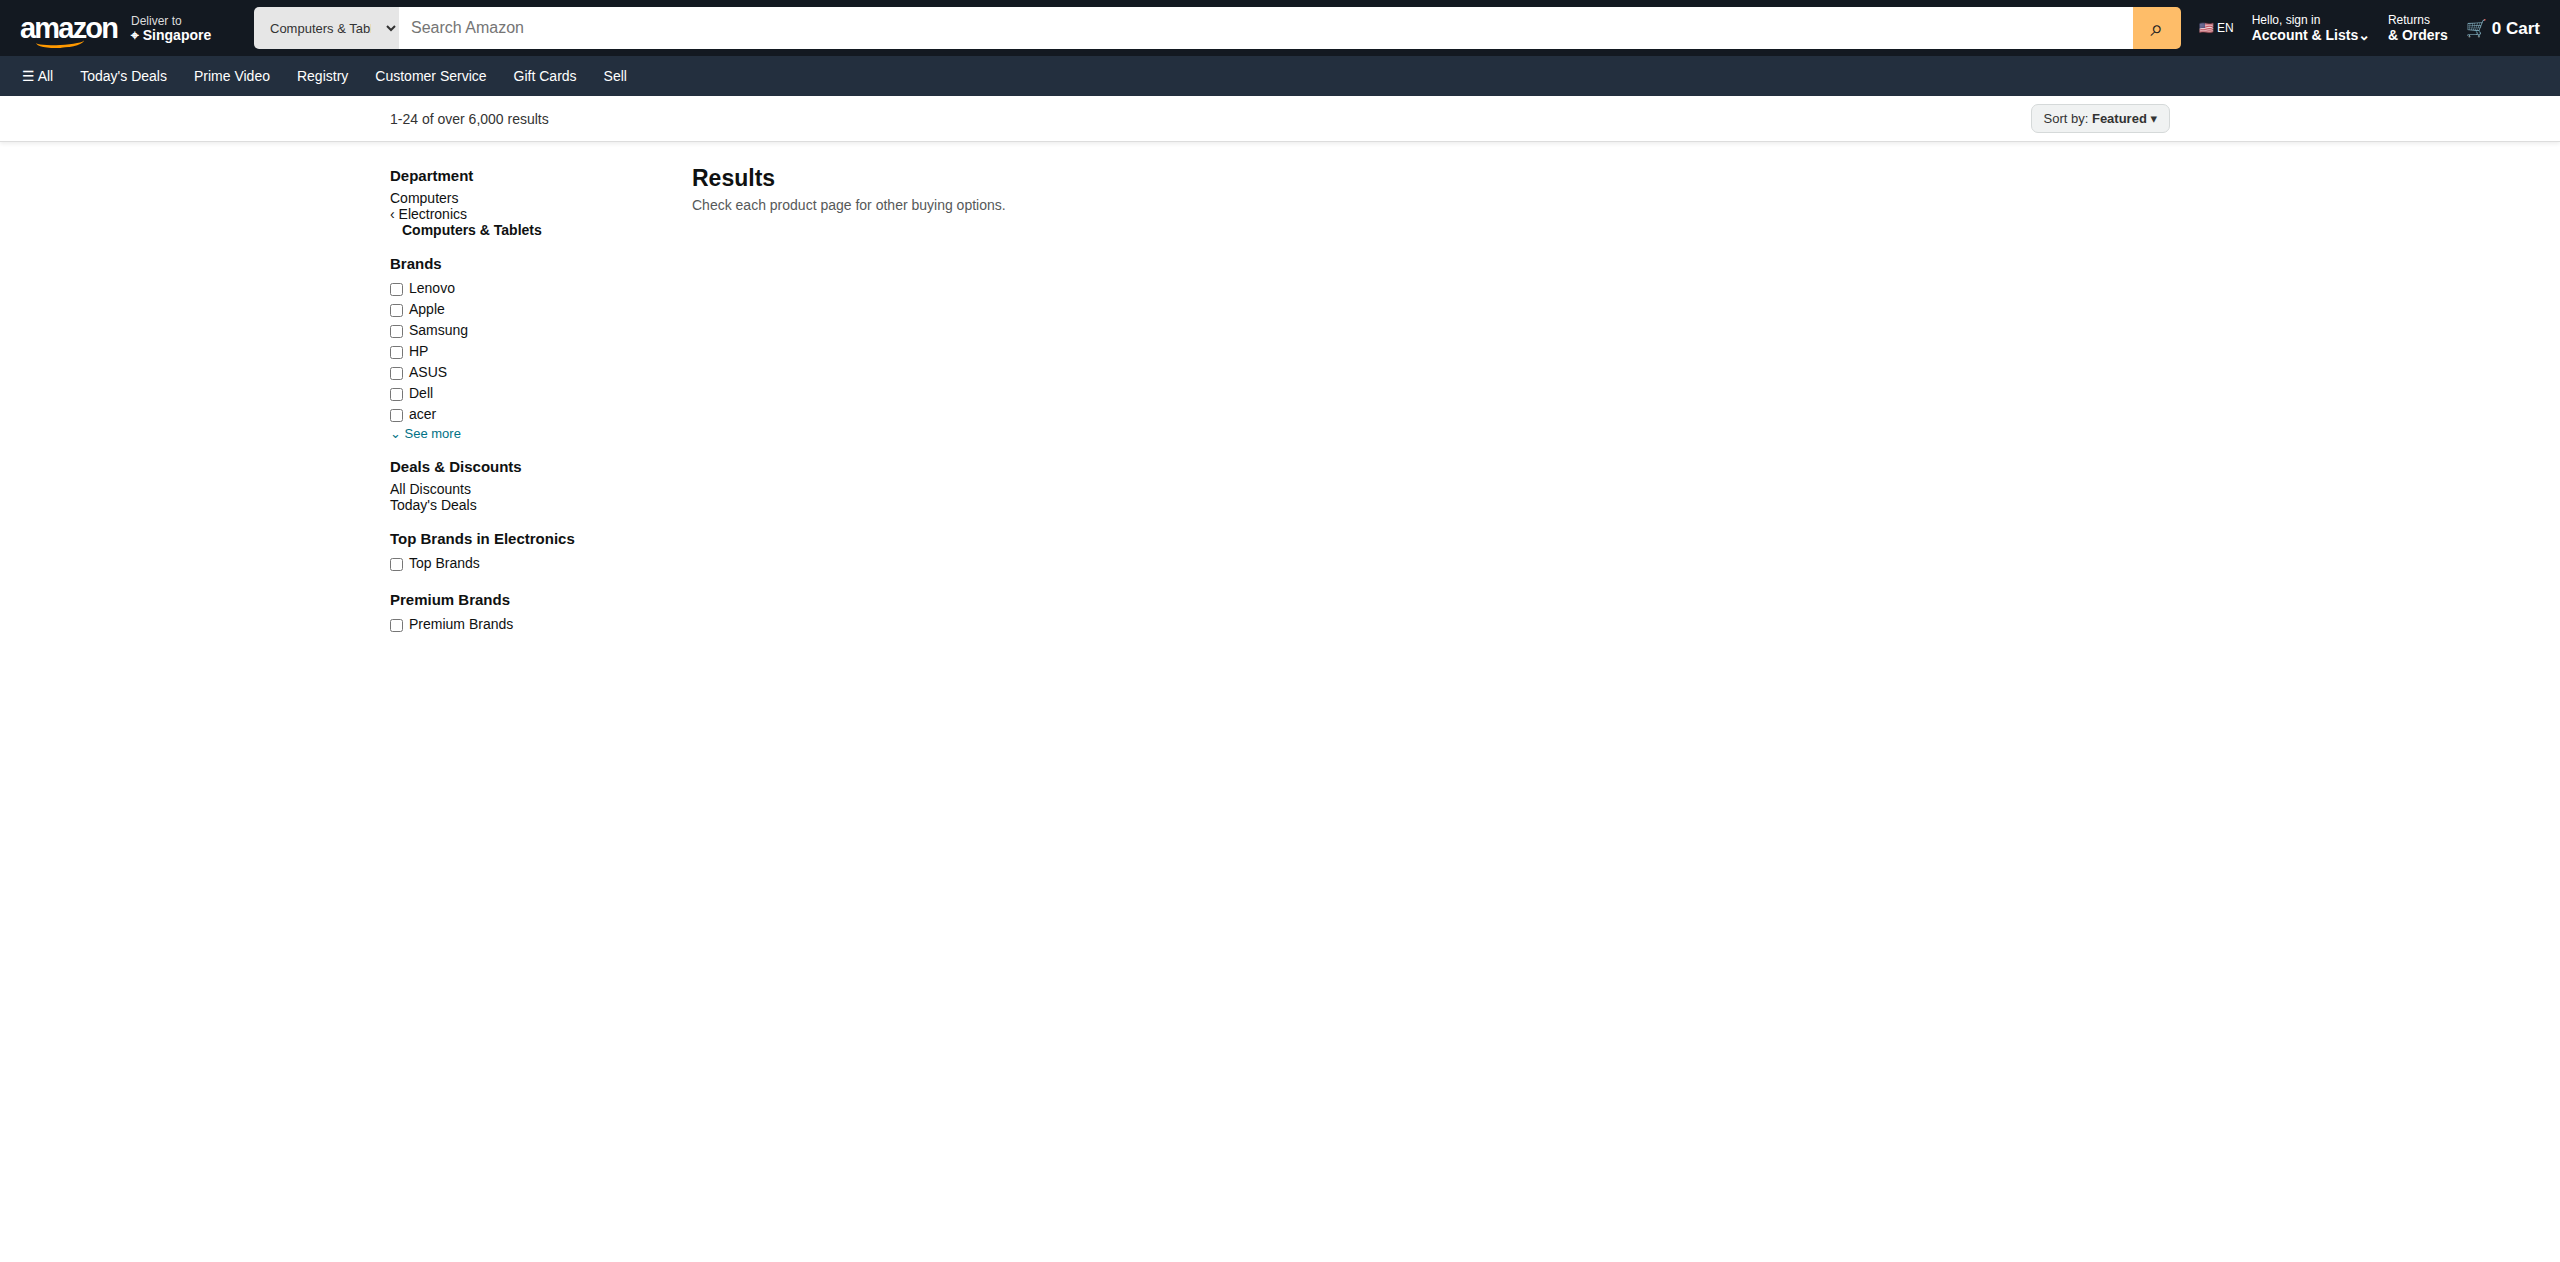 amazon
Deliver to
⌖ Singapore
Computers & Tab
Search Amazon
🇺🇸 EN
Hello, sign in
Account & Lists⌄
Returns
& Orders
🛒 0 Cart
☰ All Today's Deals Prime Video Registry Customer Service Gift Cards Sell
1-24 of over 6,000 results
Sort by: Featured ▾
Department
Computers
‹ Electronics
Computers & Tablets
Brands
Lenovo
Apple
Samsung
HP
ASUS
Dell
acer
⌄ See more
Deals & Discounts
All Discounts
Today's Deals
Top Brands in Electronics
Top Brands
Premium Brands
Premium Brands
Results
Check each product page for other buying options.